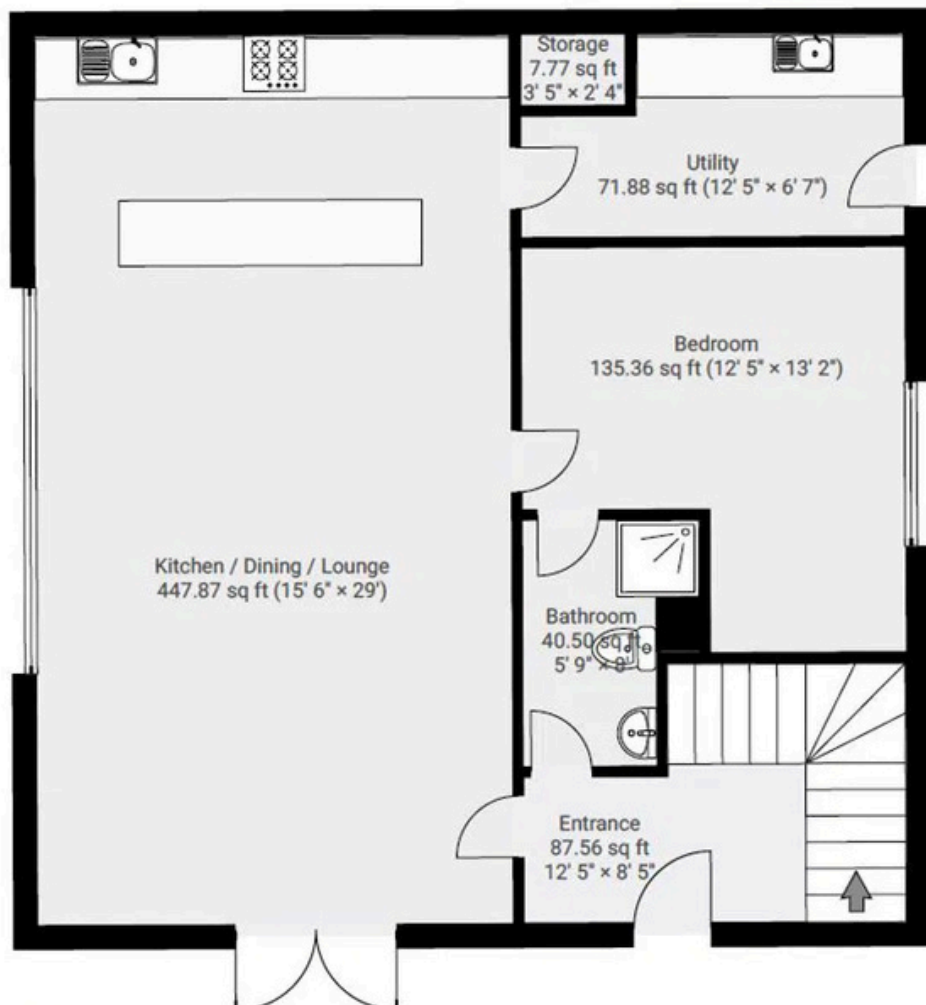 Storage
7.77 sq ft
3' 5" × 2' 4"
Utility
71.88 sq ft (12' 5" × 6' 7")
Bedroom
135.36 sq ft (12' 5" × 13' 2")
Kitchen / Dining / Lounge
447.87 sq ft (15' 6" × 29')
Bathroom
40.50 sq ft
5' 9" × 8'
Entrance
87.56 sq ft
12' 5" × 8' 5"